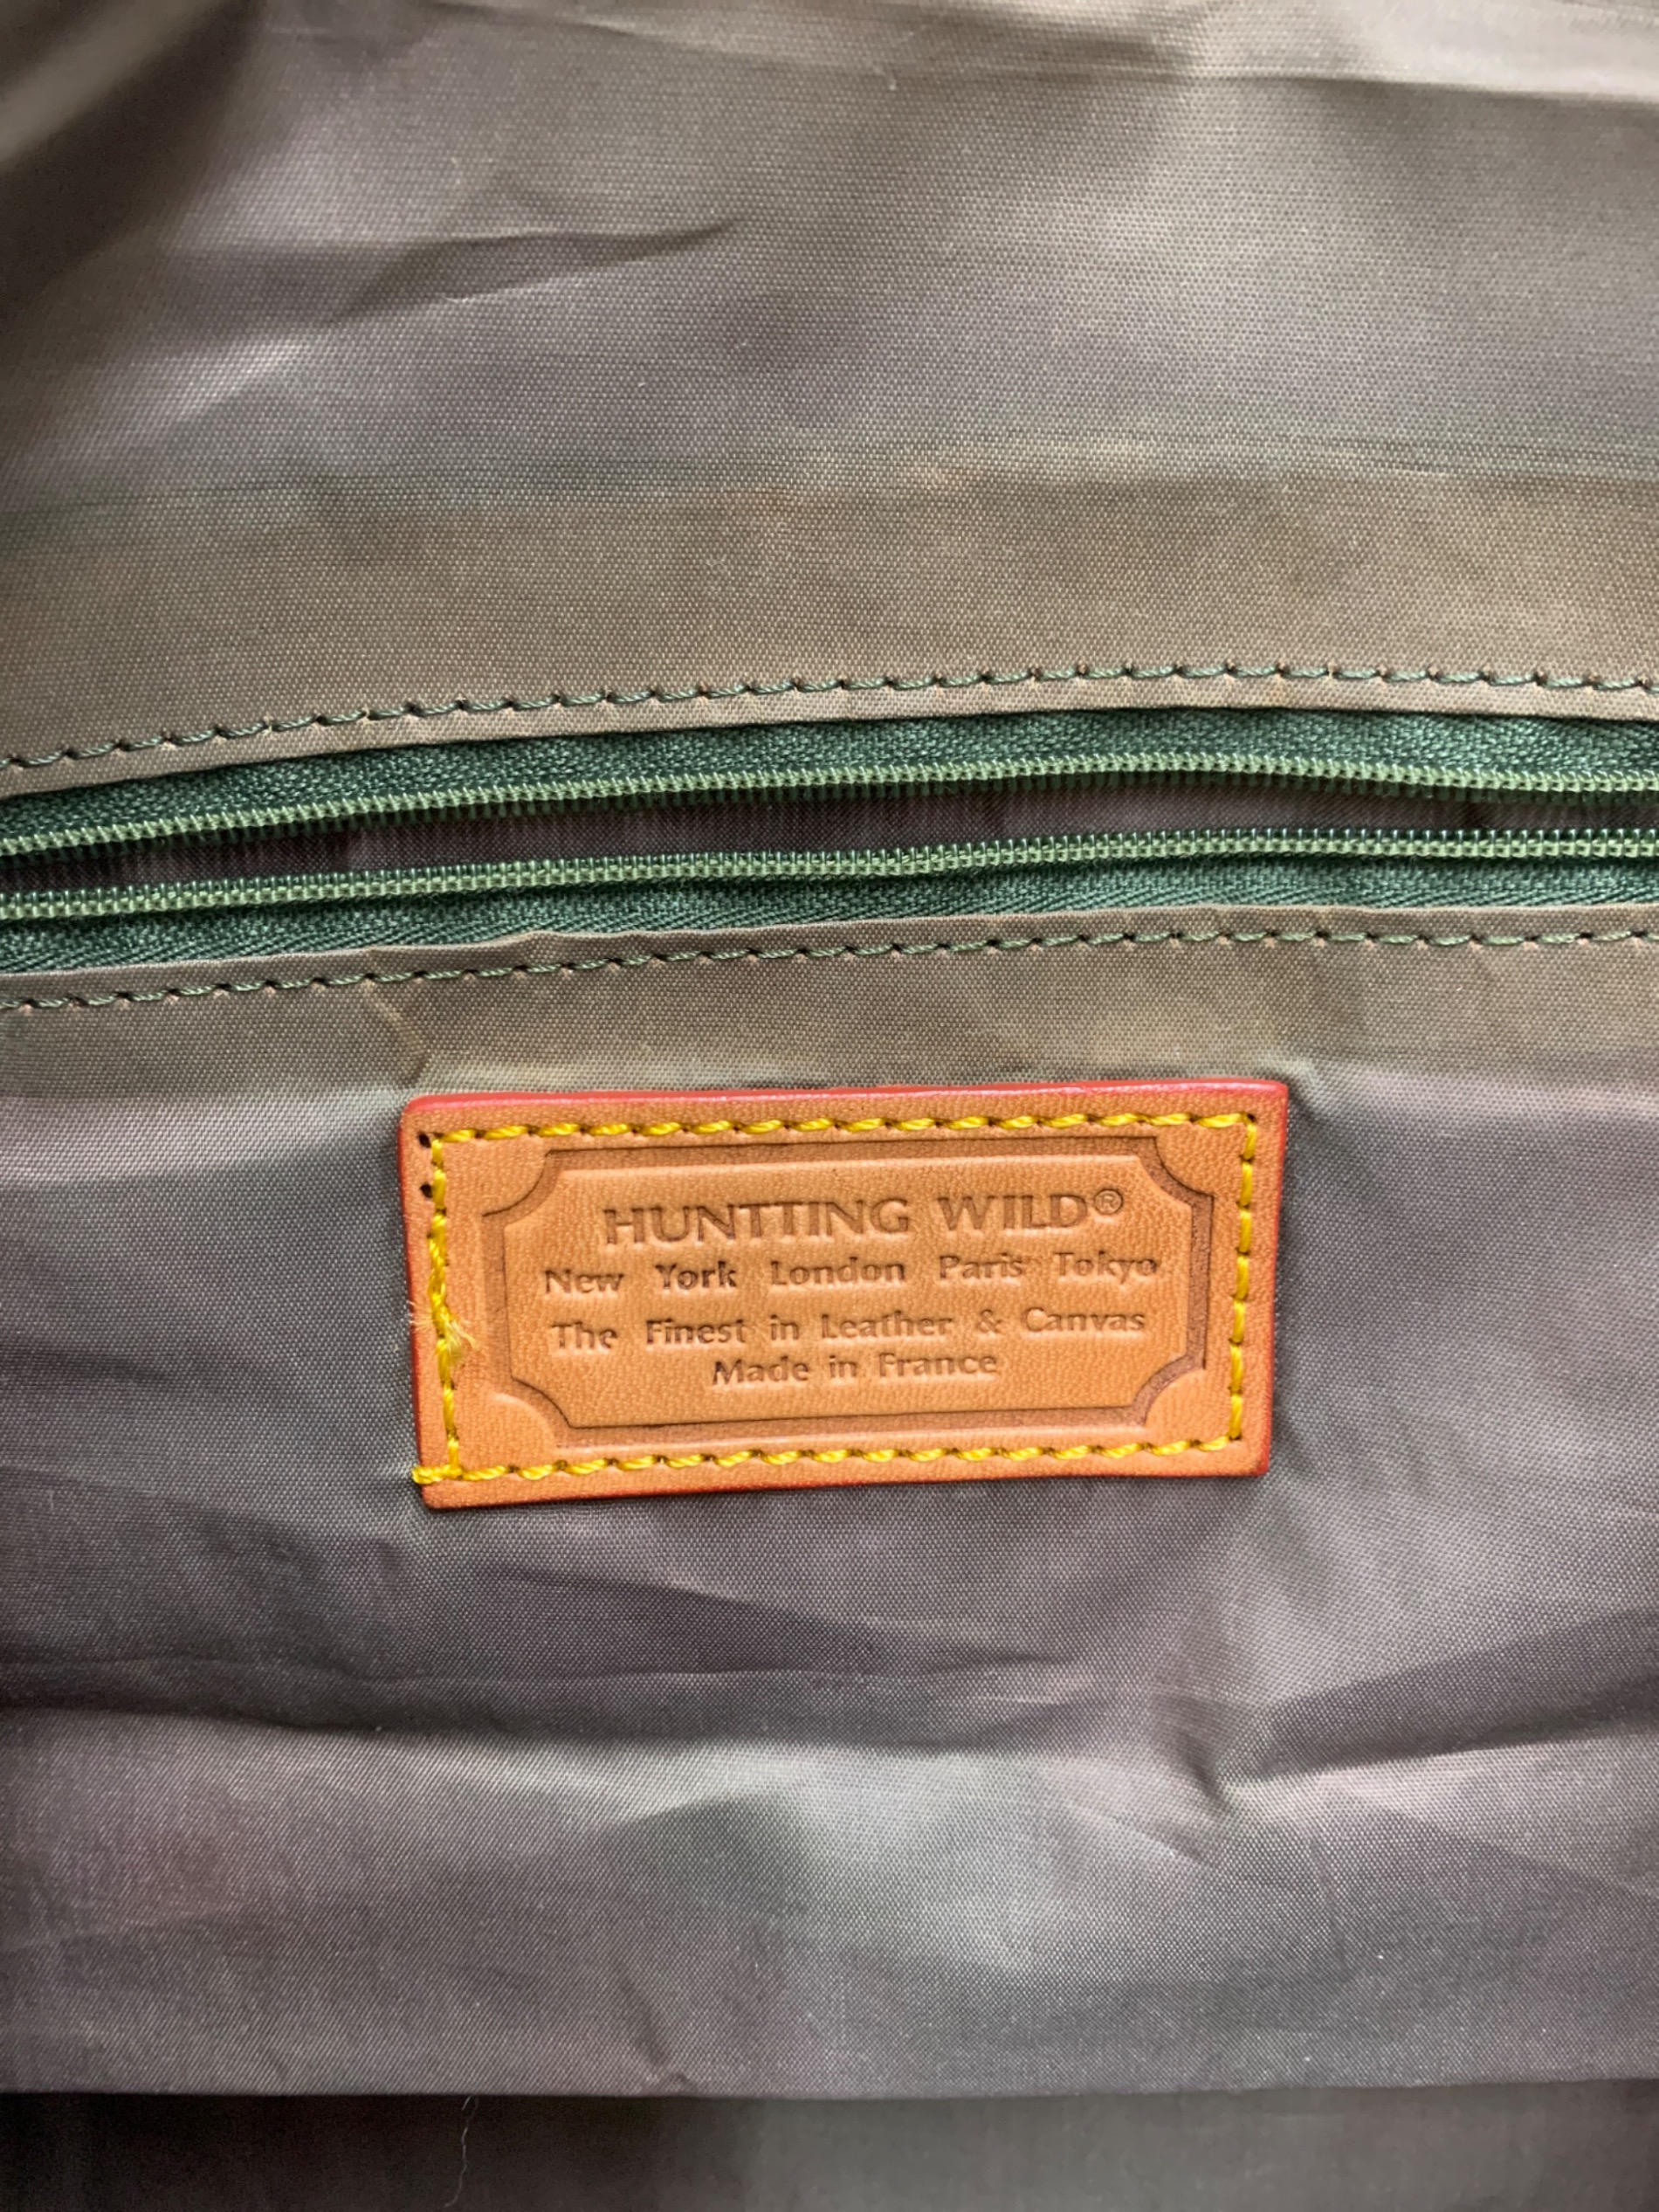 HUNTTING WILD®
New York London Paris Tokyo
The Finest in Leather & Canvas
Made in France